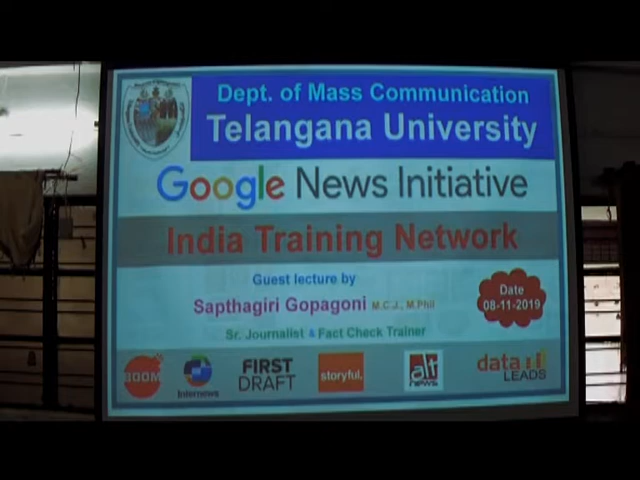 Dept. of Mass Communication
Telangana University
Google News Initiative
India Training Network
Guest lecture by
Sapthagiri Gopagoni M.C.J., M.Phil
Sr. Journalist & Fact Check Trainer
Date
08-11-2019
BOOM
Internews
FIRST
DRAFT
storyful.
alt
news
data
LEADS